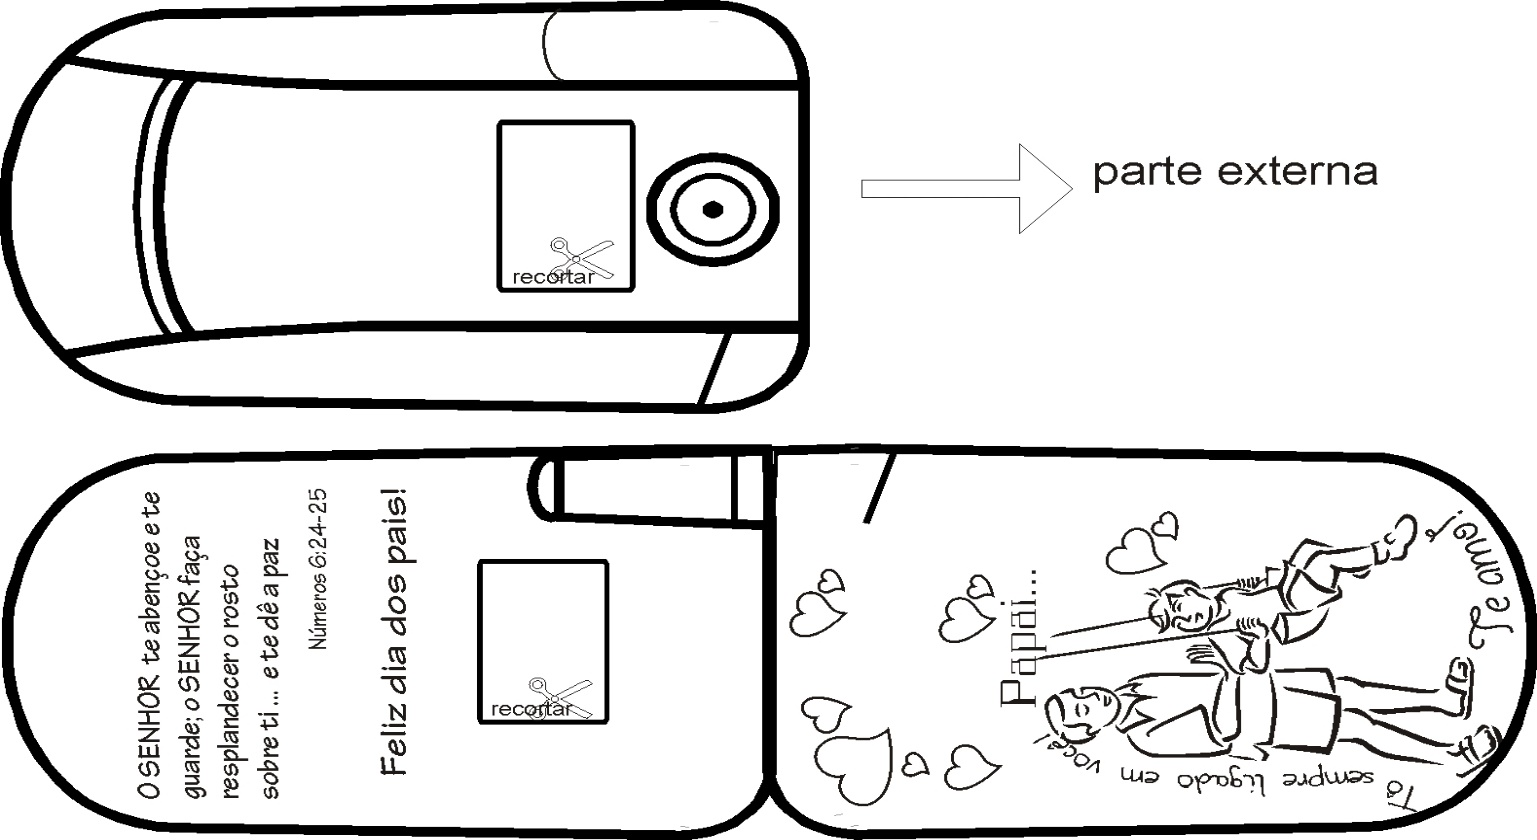 parte externa
recortar
O SENHOR te abençoe e te
guarde; o SENHOR faça
resplandecer o rosto
sobre ti... e te dê a paz
Números 6:24-25
Feliz dia dos pais!
recortar
Papai...
Tô sempre ligado em você!
Te amo!